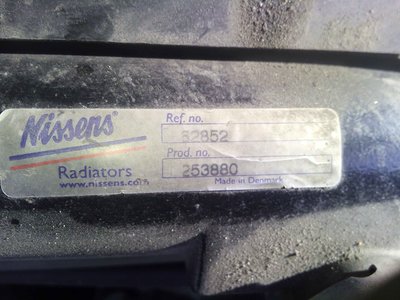 Nissens®
Radiators
www.nissens.com
Ref. no.
62852
Prod. no.
253880
Made in Denmark